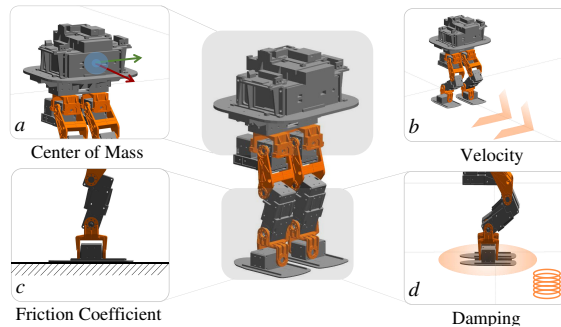 a
Center of Mass
b
Velocity
c
Friction Coefficient
d
Damping